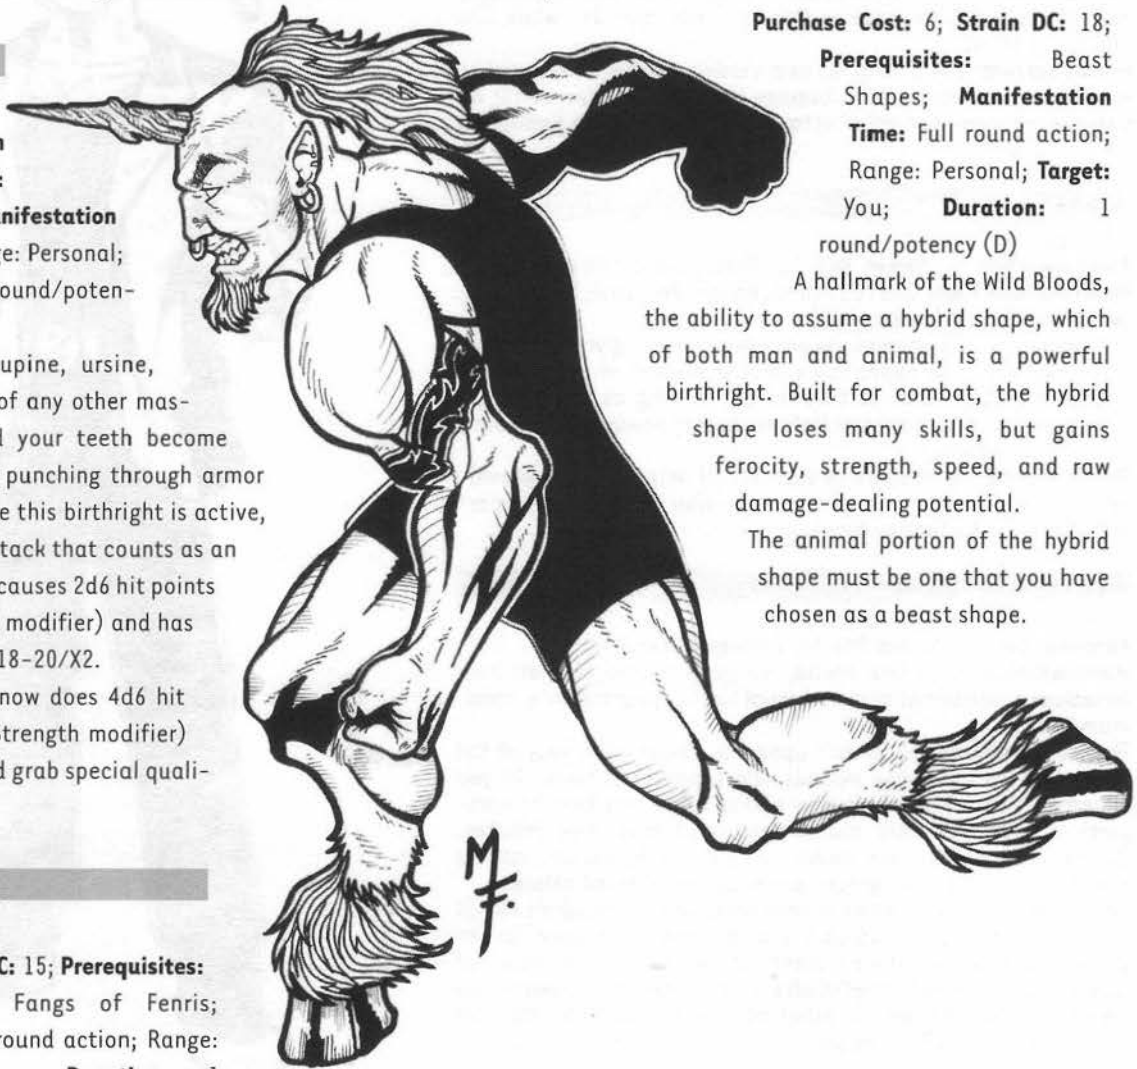 n
:
nifestation
ge: Personal;
ound/poten-
upine, ursine,
of any other mas-
d your teeth become
punching through armor
e this birthright is active,
tack that counts as an
causes 2d6 hit points
modifier) and has
18-20/X2.
now does 4d6 hit
trength modifier)
d grab special quali-
C: 15; Prerequisites:
Fangs of Fenris;
round action; Range:
Purchase Cost: 6; Strain DC: 18;
Prerequisites: Beast
Shapes; Manifestation
Time: Full round action;
Range: Personal; Target:
You; Duration: 1
round/potency (D)
A hallmark of the Wild Bloods,
the ability to assume a hybrid shape, which
of both man and animal, is a powerful
birthright. Built for combat, the hybrid
shape loses many skills, but gains
ferocity, strength, speed, and raw
damage-dealing potential.
The animal portion of the hybrid
shape must be one that you have
chosen as a beast shape.
MF.